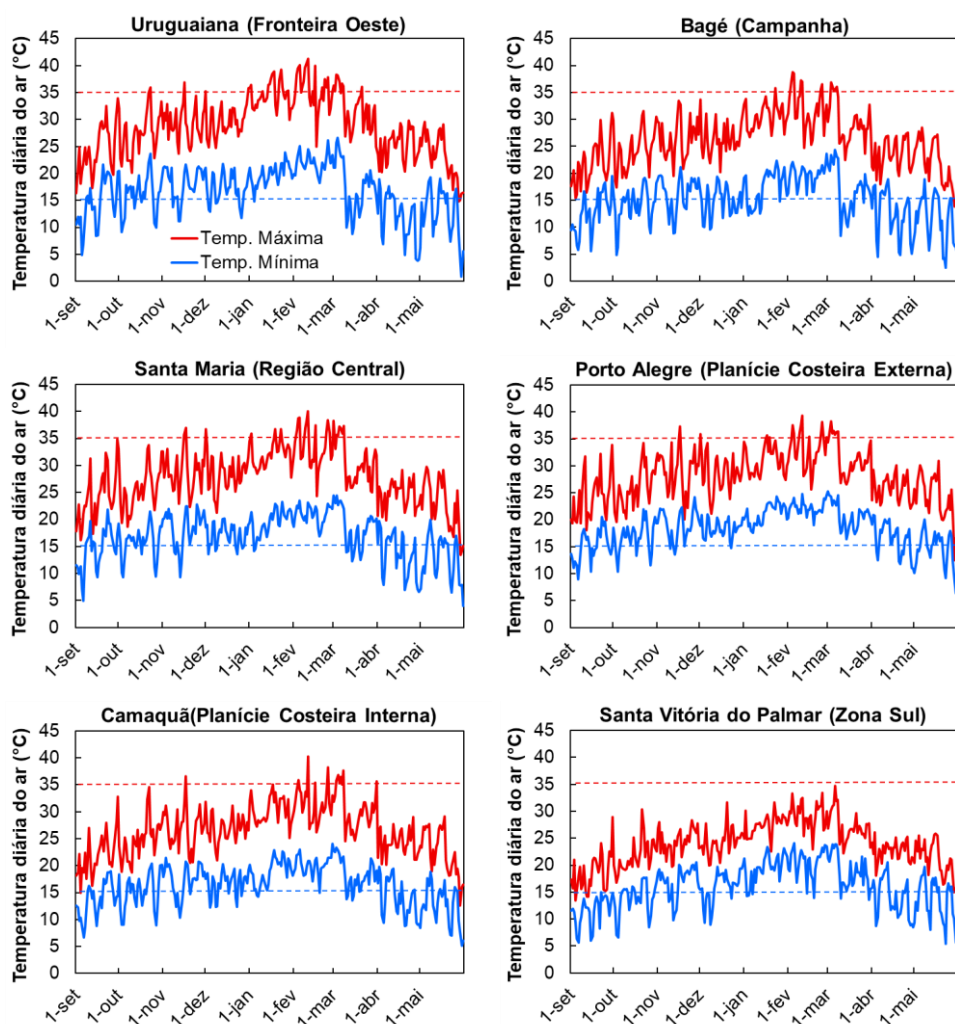 Uruguaiana (Fronteira Oeste)
Temperatura diária do ar (°C)
45
40
35
30
25
20
15
10
5
0
Temp. Máxima
Temp. Mínima
1-set
1-out
1-nov
1-dez
1-jan
1-fev
1-mar
1-abr
1-mai
Bagé (Campanha)
Temperatura diária do ar (°C)
45
40
35
30
25
20
15
10
5
0
1-set
1-out
1-nov
1-dez
1-jan
1-fev
1-mar
1-abr
1-mai
Santa Maria (Região Central)
Temperatura diária do ar (°C)
45
40
35
30
25
20
15
10
5
0
1-set
1-out
1-nov
1-dez
1-jan
1-fev
1-mar
1-abr
1-mai
Porto Alegre (Planície Costeira Externa)
Temperatura diária do ar (°C)
45
40
35
30
25
20
15
10
5
0
1-set
1-out
1-nov
1-dez
1-jan
1-fev
1-mar
1-abr
1-mai
Camaquã(Planície Costeira Interna)
Temperatura diária do ar (°C)
45
40
35
30
25
20
15
10
5
0
1-set
1-out
1-nov
1-dez
1-jan
1-fev
1-mar
1-abr
1-mai
Santa Vitória do Palmar (Zona Sul)
Temperatura diária do ar (°C)
45
40
35
30
25
20
15
10
5
0
1-set
1-out
1-nov
1-dez
1-jan
1-fev
1-mar
1-abr
1-mai